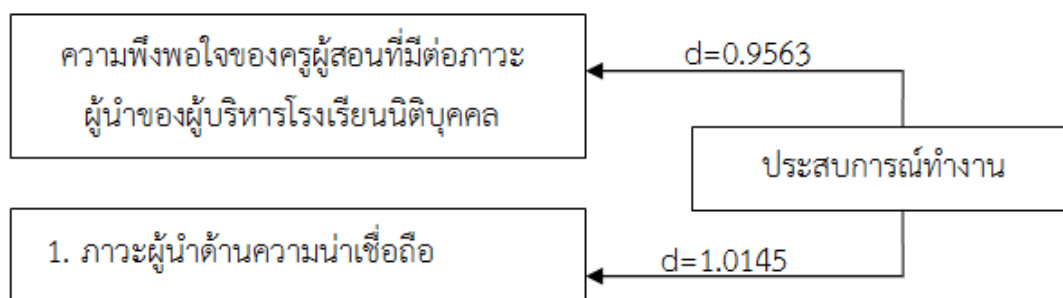 ความพึงพอใจของครูผู้สอนที่มีต่อภาวะ
ผู้นำของผู้บริหารโรงเรียนนิติบุคคล
d=0.9563
ประสบการณ์ทำงาน
1. ภาวะผู้นำด้านความน่าเชื่อถือ
d=1.0145